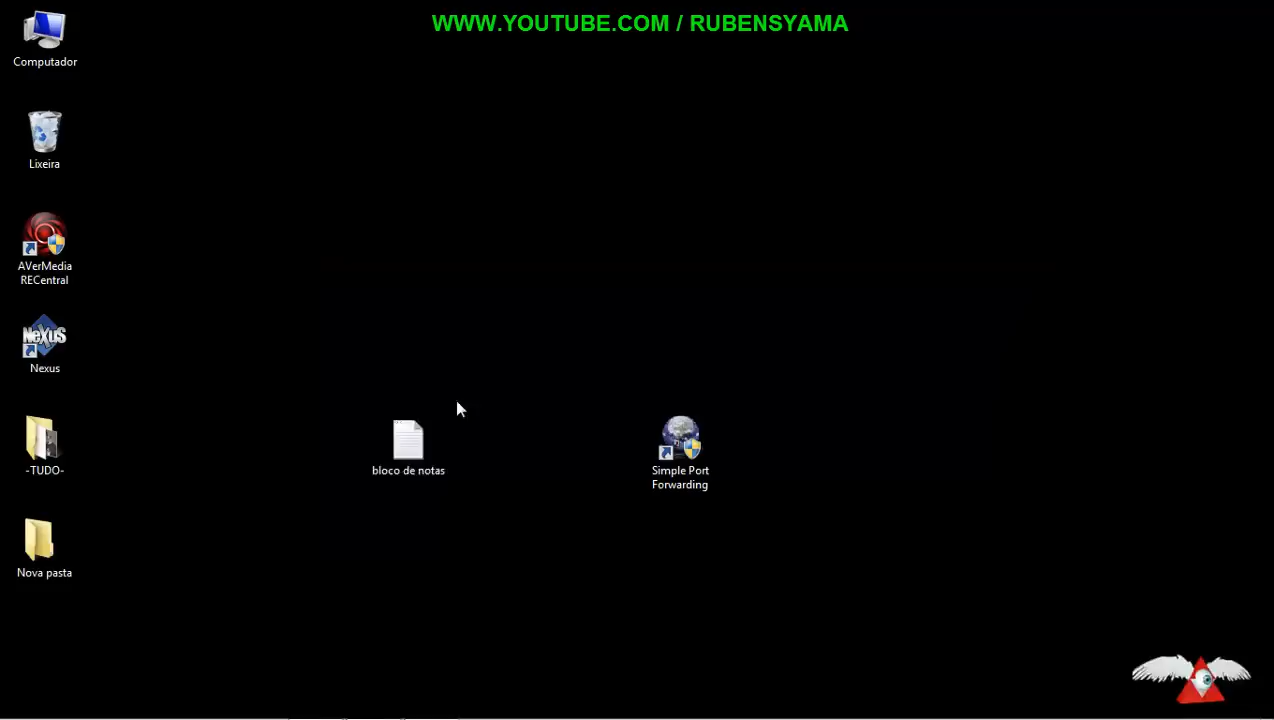 WWW.YOUTUBE.COM / RUBENSYAMA
Computador
Lixeira
AVerMedia
RECentral
NeXuS
Nexus
-TUDO-
Nova pasta
bloco de notas
Simple Port
Forwarding